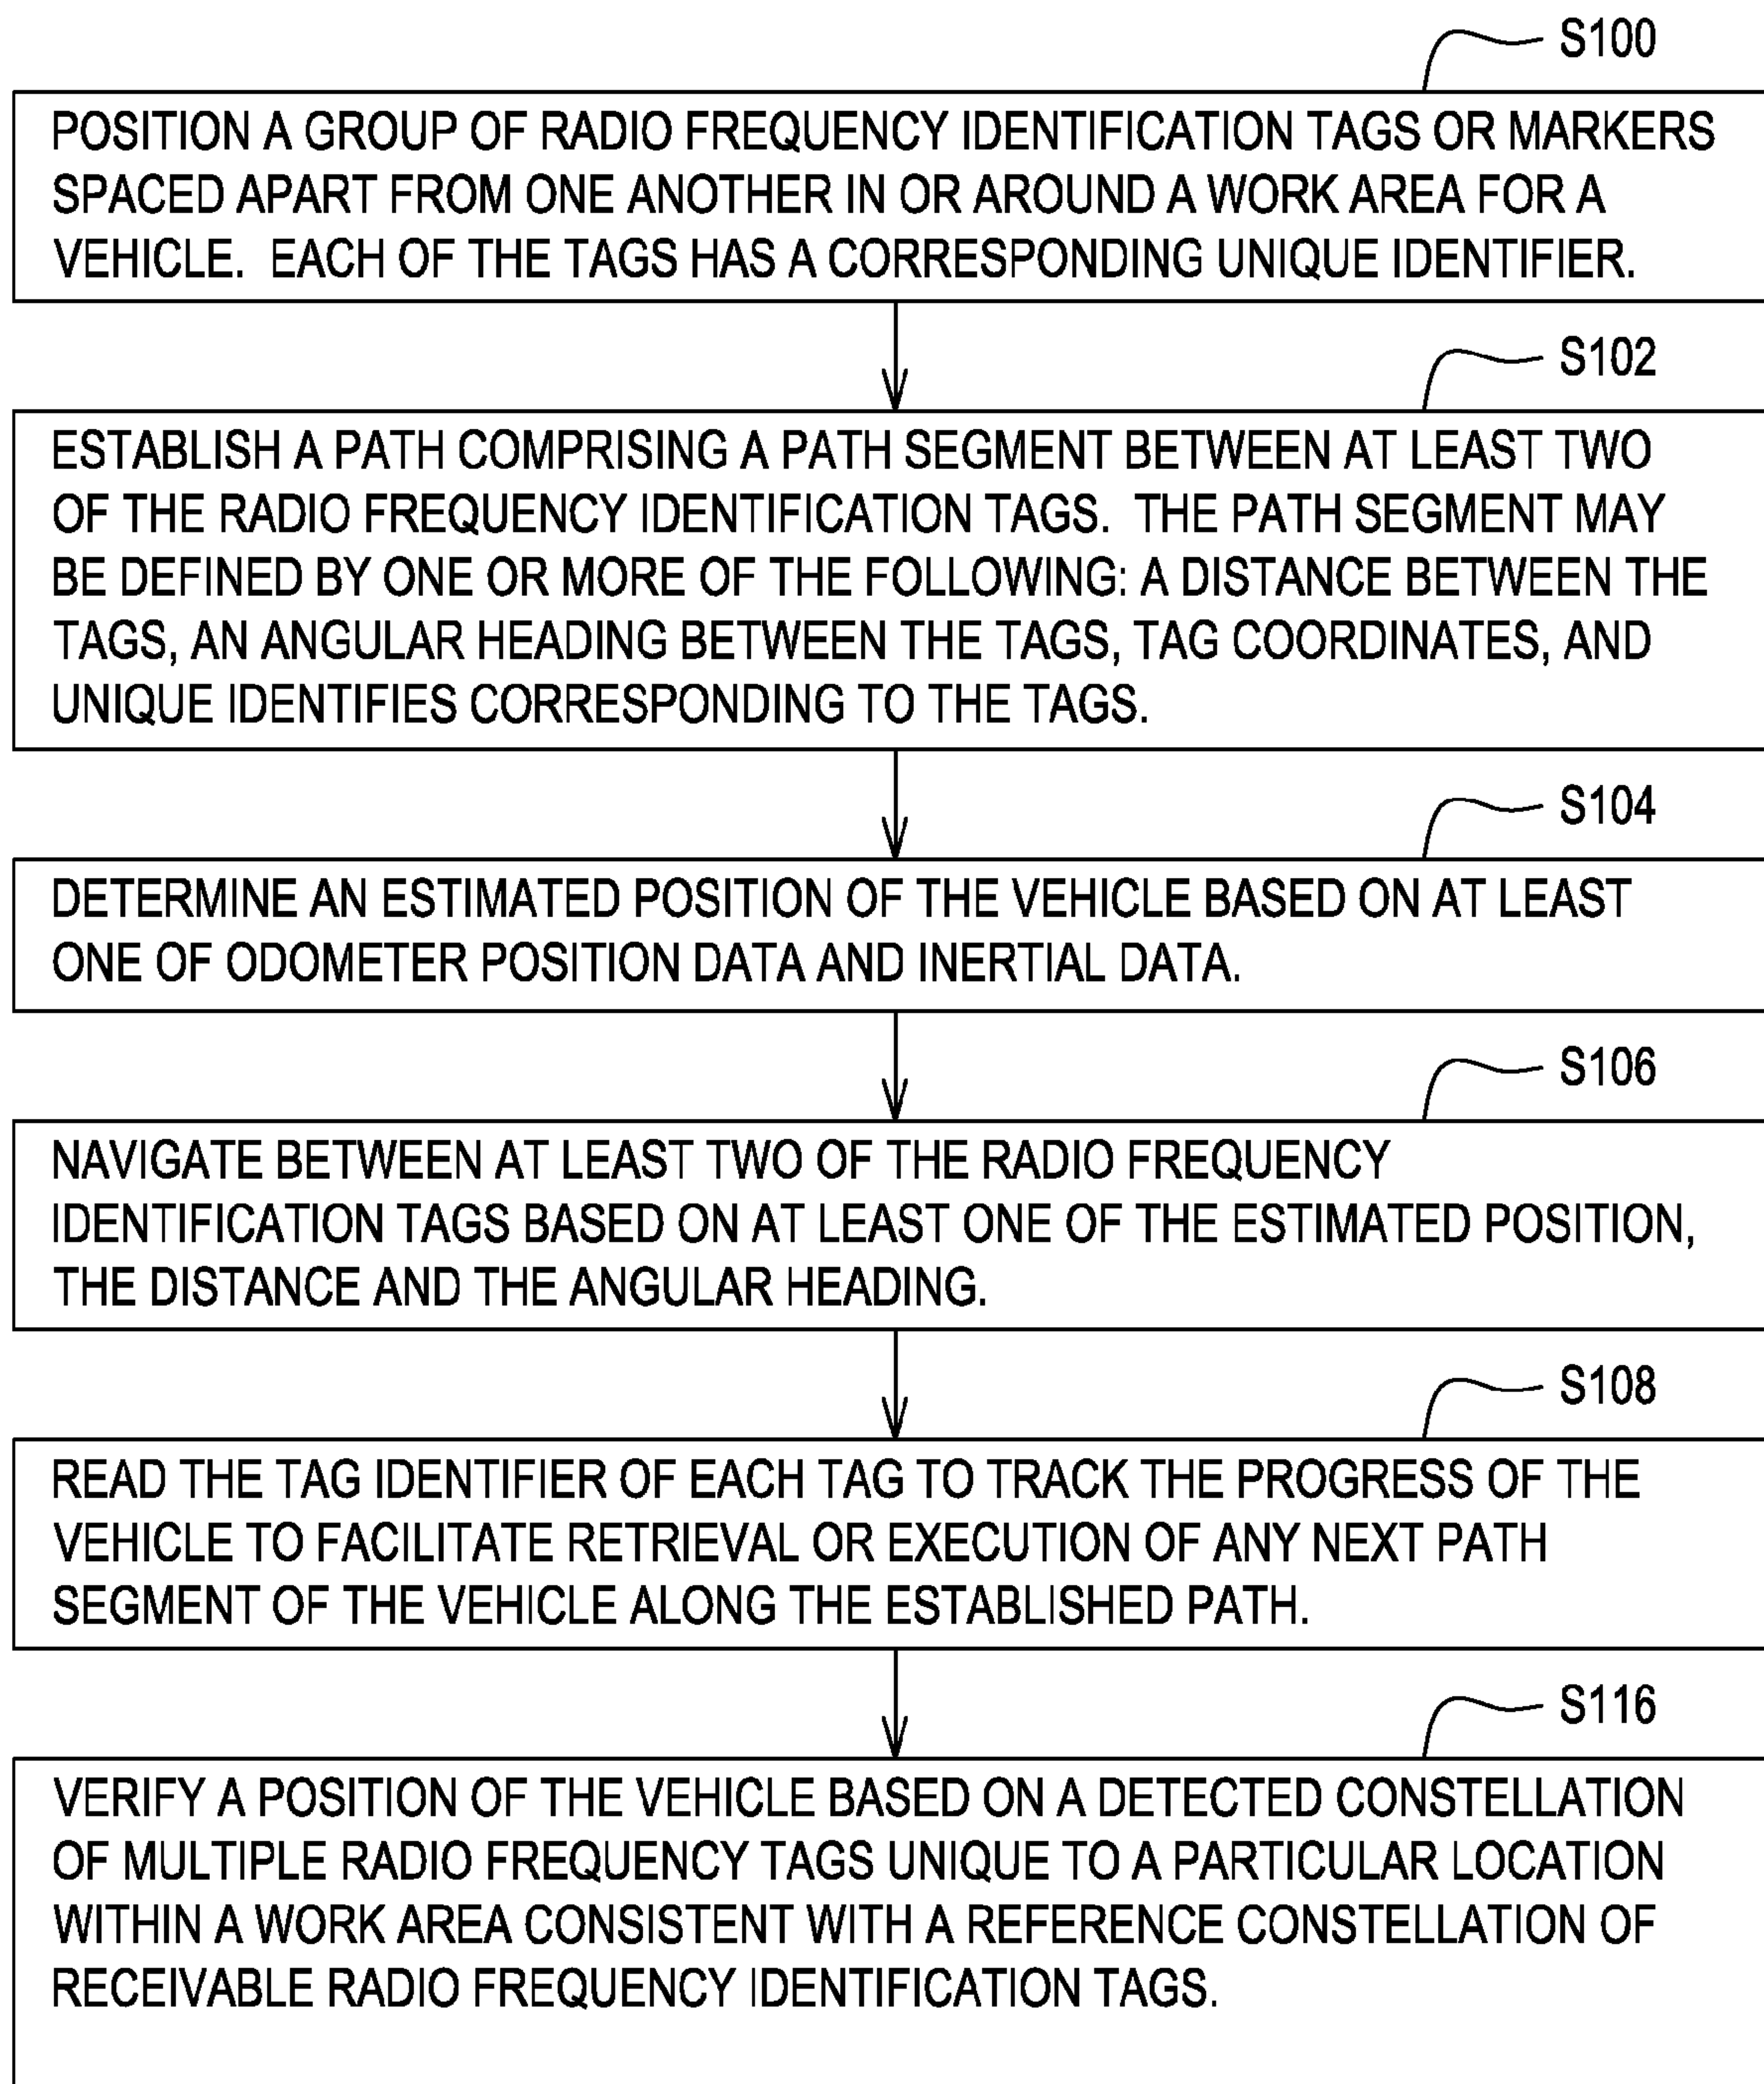 S100
POSITION A GROUP OF RADIO FREQUENCY IDENTIFICATION TAGS OR MARKERS
SPACED APART FROM ONE ANOTHER IN OR AROUND A WORK AREA FOR A
VEHICLE.  EACH OF THE TAGS HAS A CORRESPONDING UNIQUE IDENTIFIER.
S102
ESTABLISH A PATH COMPRISING A PATH SEGMENT BETWEEN AT LEAST TWO
OF THE RADIO FREQUENCY IDENTIFICATION TAGS.  THE PATH SEGMENT MAY
BE DEFINED BY ONE OR MORE OF THE FOLLOWING: A DISTANCE BETWEEN THE
TAGS, AN ANGULAR HEADING BETWEEN THE TAGS, TAG COORDINATES, AND
UNIQUE IDENTIFIES CORRESPONDING TO THE TAGS.
S104
DETERMINE AN ESTIMATED POSITION OF THE VEHICLE BASED ON AT LEAST
ONE OF ODOMETER POSITION DATA AND INERTIAL DATA.
S106
NAVIGATE BETWEEN AT LEAST TWO OF THE RADIO FREQUENCY
IDENTIFICATION TAGS BASED ON AT LEAST ONE OF THE ESTIMATED POSITION,
THE DISTANCE AND THE ANGULAR HEADING.
S108
READ THE TAG IDENTIFIER OF EACH TAG TO TRACK THE PROGRESS OF THE
VEHICLE TO FACILITATE RETRIEVAL OR EXECUTION OF ANY NEXT PATH
SEGMENT OF THE VEHICLE ALONG THE ESTABLISHED PATH.
S116
VERIFY A POSITION OF THE VEHICLE BASED ON A DETECTED CONSTELLATION
OF MULTIPLE RADIO FREQUENCY TAGS UNIQUE TO A PARTICULAR LOCATION
WITHIN A WORK AREA CONSISTENT WITH A REFERENCE CONSTELLATION OF
RECEIVABLE RADIO FREQUENCY IDENTIFICATION TAGS.